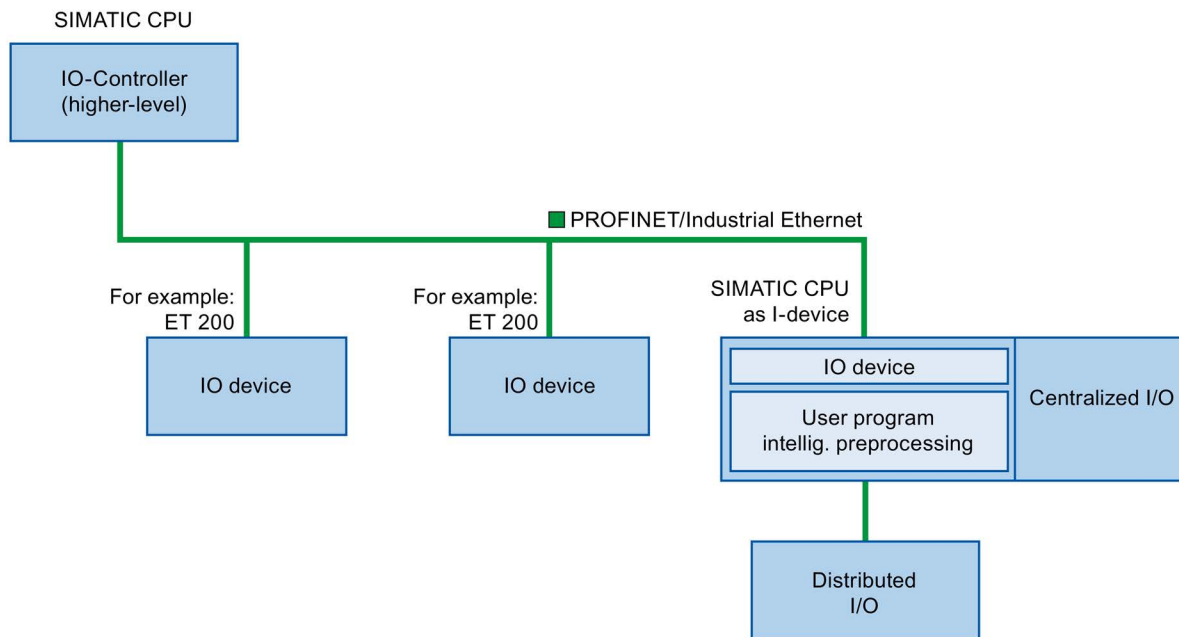 SIMATIC CPU
IO-Controller
(higher-level)
PROFINET/Industrial Ethernet
For example:
ET 200
IO device
For example:
ET 200
IO device
SIMATIC CPU
as I-device
IO device
User program
intellig. preprocessing
Centralized I/O
Distributed
I/O